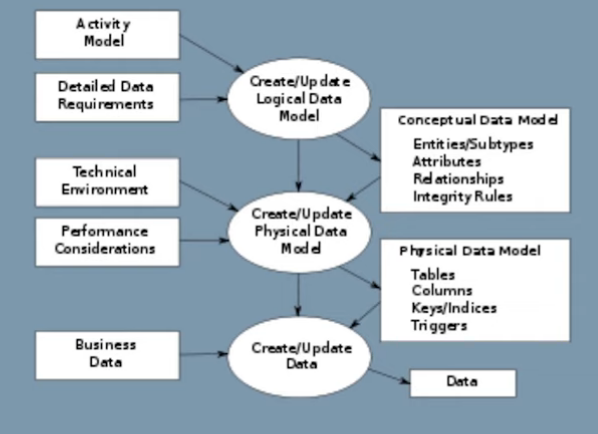 Activity
Model
Detailed Data
Requirements
Create/Update
Logical Data
Model
Conceptual Data Model
Entities/Subtypes
Attributes
Relationships
Integrity Rules
Technical
Environment
Performance
Considerations
Create/Update
Physical Data
Model
Physical Data Model
Tables
Columns
Keys/Indices
Triggers
Business
Data
Create/Update
Data
Data